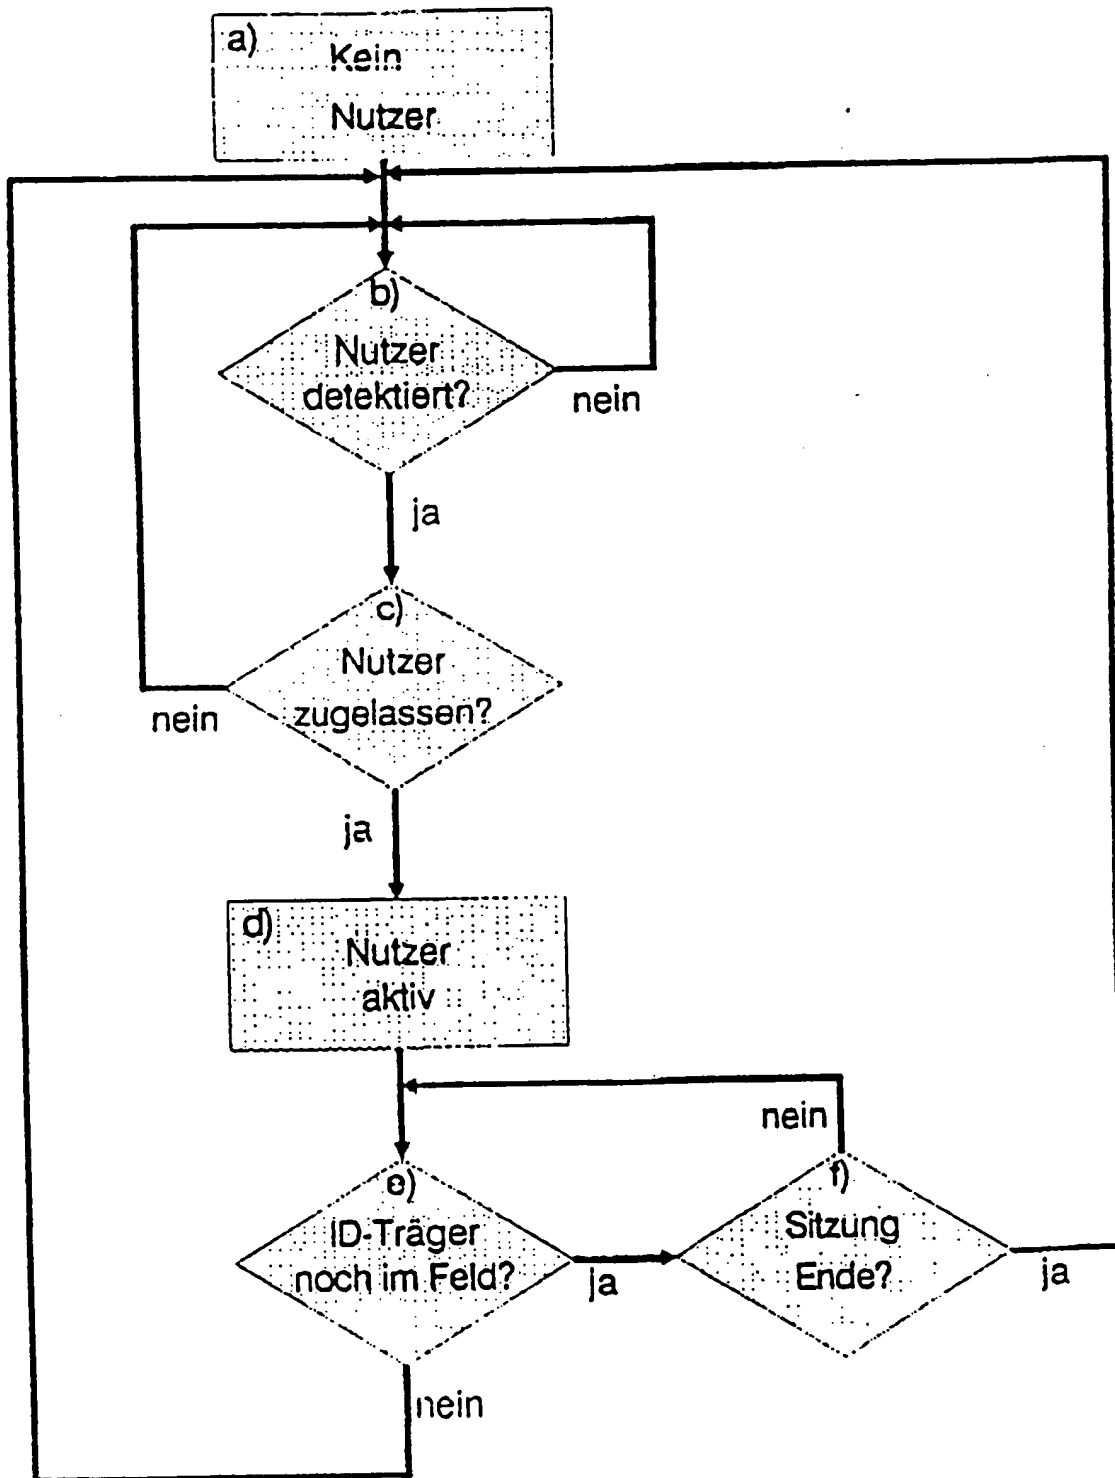 a)
Kein
Nutzer
b)
Nutzer
detektiert?
nein
ja
c)
Nutzer
zugelassen?
nein
ja
d)
Nutzer
aktiv
nein
e)
ID-Träger
noch im Feld?
ja
f)
Sitzung
Ende?
ja
nein